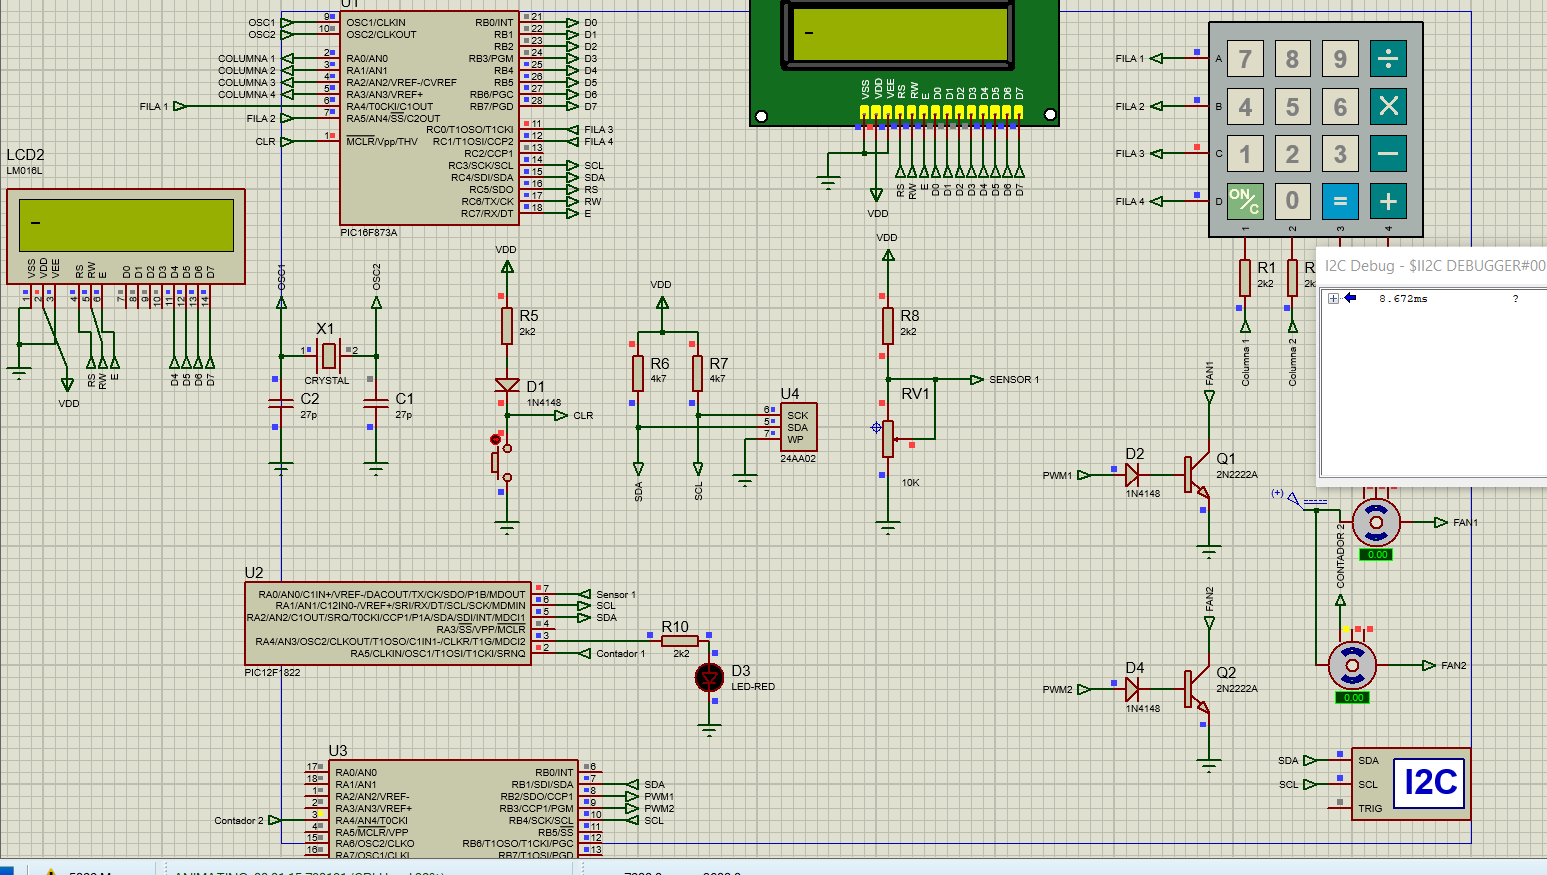 U1
OSC1 9 OSC1/CLKIN RB0/INT 21 D0
OSC2 10 OSC2/CLKOUT RB1 22 D1
RB2 23 D2
COLUMNA 1 2 RA0/AN0 RB3/PGM 24 D3
COLUMNA 2 3 RA1/AN1 RB4 25 D4
COLUMNA 3 4 RA2/AN2/VREF-/CVREF RB5 26 D5
COLUMNA 4 5 RA3/AN3/VREF+ RB6/PGC 27 D6
FILA 1 6 RA4/T0CKI/C1OUT RB7/PGD 28 D7
FILA 2 7 RA5/AN4/SS/C2OUT
RC0/T1OSO/T1CKI 11 FILA 3
CLR 1 MCLR/Vpp/THV RC1/T1OSI/CCP2 12 FILA 4
RC2/CCP1 13
RC3/SCK/SCL 14 SCL
RC4/SDI/SDA 15 SDA
RC5/SDO 16 RS
RC6/TX/CK 17 RW
RC7/RX/DT 18 E
PIC16F873A
LCD2
LM016L
VSS VDD VEE RS RW E D0 D1 D2 D3 D4 D5 D6 D7
1 2 3 4 5 6 7 8 9 10 11 12 13 14
RS RW E D4 D5 D6 D7
VDD
VSS VDD VEE RS RW E D0 D1 D2 D3 D4 D5 D6 D7
RS RW E D0 D1 D2 D3 D4 D5 D6 D7
VDD
FILA 1 A 7 8 9 ÷
FILA 2 B 4 5 6 ×
FILA 3 C 1 2 3 −
FILA 4 D ON/C 0 = +
1 2 3 4
R1
2k2
R
2k
Columna 1
Columna 2
I2C Debug - $II2C DEBUGGER#00
8.672ms ?
OSC1
OSC2
X1
1 2
CRYSTAL
C2
27p
C1
27p
VDD
R5
2k2
D1
1N4148
CLR
VDD
R6
4k7
R7
4k7
SDA
SCL
U4
6 SCK
5 SDA
7 WP
24AA02
VDD
R8
2k2
SENSOR 1
RV1
10K
FAN1
PWM1
D2
1N4148
Q1
2N2222A
(+)
FAN1
0.00
CONTADOR 2
FAN2
PWM2
D4
1N4148
Q2
2N2222A
FAN2
0.00
U2
RA0/AN0/C1IN+/VREF-/DACOUT/TX/CK/SDO/P1B/MDOUT 7 Sensor 1
RA1/AN1/C12IN0-/VREF+/SRI/RX/DT/SCL/SCK/MDMIN 6 SCL
RA2/AN2/C1OUT/SRQ/T0CKI/CCP1/P1A/SDA/SDI/INT/MDCI1 5 SDA
RA3/SS/VPP/MCLR 4
RA4/AN3/OSC2/CLKOUT/T1OSO/C1IN1-/CLKR/T1G/MDCI2 3
RA5/CLKIN/OSC1/T1OSI/T1CKI/SRNQ 2 Contador 1
PIC12F1822
R10
2k2
D3
LED-RED
U3
17 RA0/AN0 RB0/INT 6
18 RA1/AN1 RB1/SDI/SDA 7 SDA
1 RA2/AN2/VREF- RB2/SDO/CCP1 8 PWM1
2 RA3/AN3/VREF+ RB3/CCP1/PGM 9 PWM2
Contador 2 3 RA4/AN4/T0CKI RB4/SCK/SCL 10 SCL
4 RA5/MCLR/VPP RB5/SS 11
15 RA6/OSC2/CLKO RB6/T1OSO/T1CKI/PGC 12
16 RA7/OSC1/CLKI RB7/T1OSI/PGD 13
SDA SDA
SCL SCL
TRIG
I2C